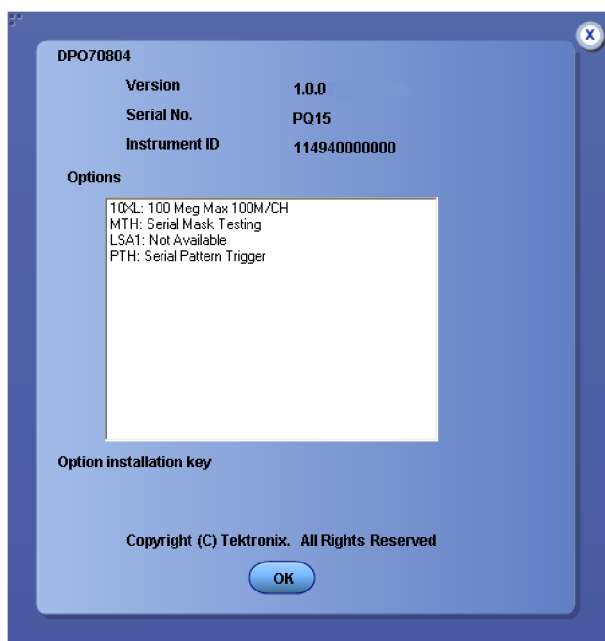 X
DPO70804
Version 1.0.0
Serial No. PQ15
Instrument ID 114940000000
Options
10XL: 100 Meg Max 100M/CH
MTH: Serial Mask Testing
LSA1: Not Available
PTH: Serial Pattern Trigger
Option installation key
Copyright (C) Tektronix. All Rights Reserved
OK